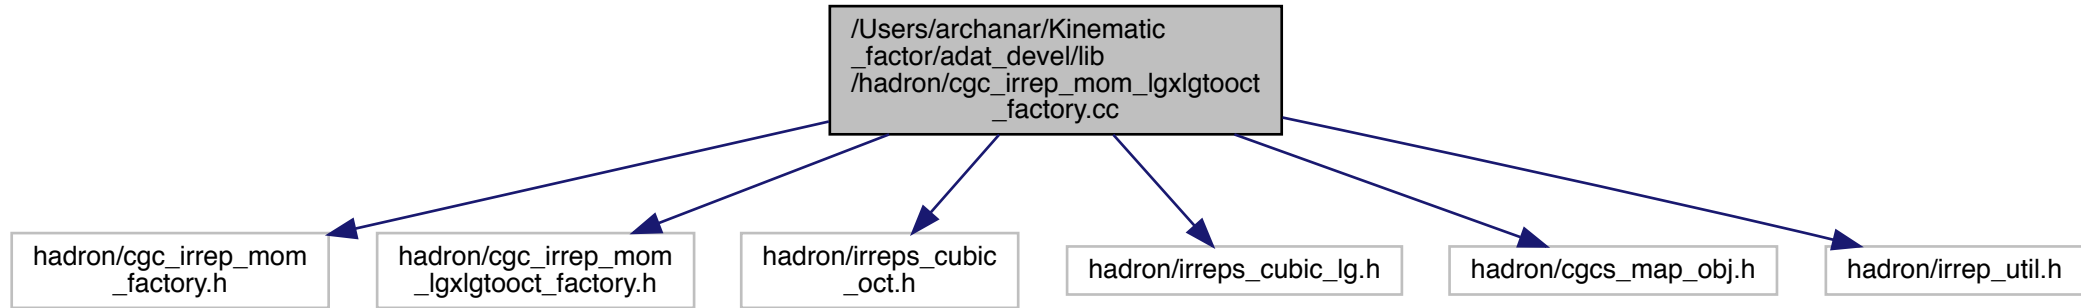 /Users/archanar/Kinematic
_factor/adat_devel/lib
/hadron/cgc_irrep_mom_lgxlgtooct
_factory.cc
hadron/cgc_irrep_mom
_factory.h
hadron/cgc_irrep_mom
_lgxlgtooct_factory.h
hadron/irreps_cubic
_oct.h
hadron/irreps_cubic_lg.h
hadron/cgcs_map_obj.h
hadron/irrep_util.h